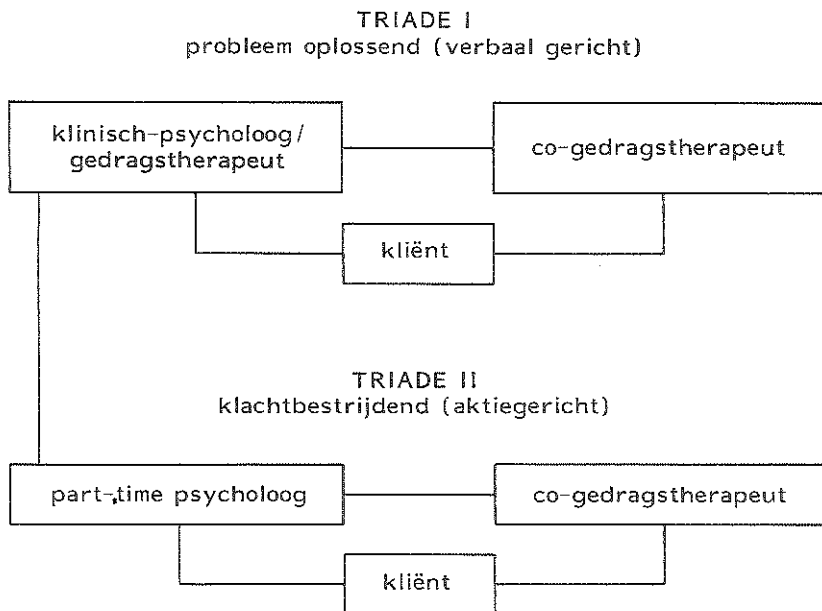 TRIADE I
probleem oplossend (verbaal gericht)
klinisch-psycholoog/
gedragstherapeut
co-gedragstherapeut
kliënt
TRIADE II
klachtbestrijdend (aktiegericht)
part-time psycholoog
co-gedragstherapeut
kliënt